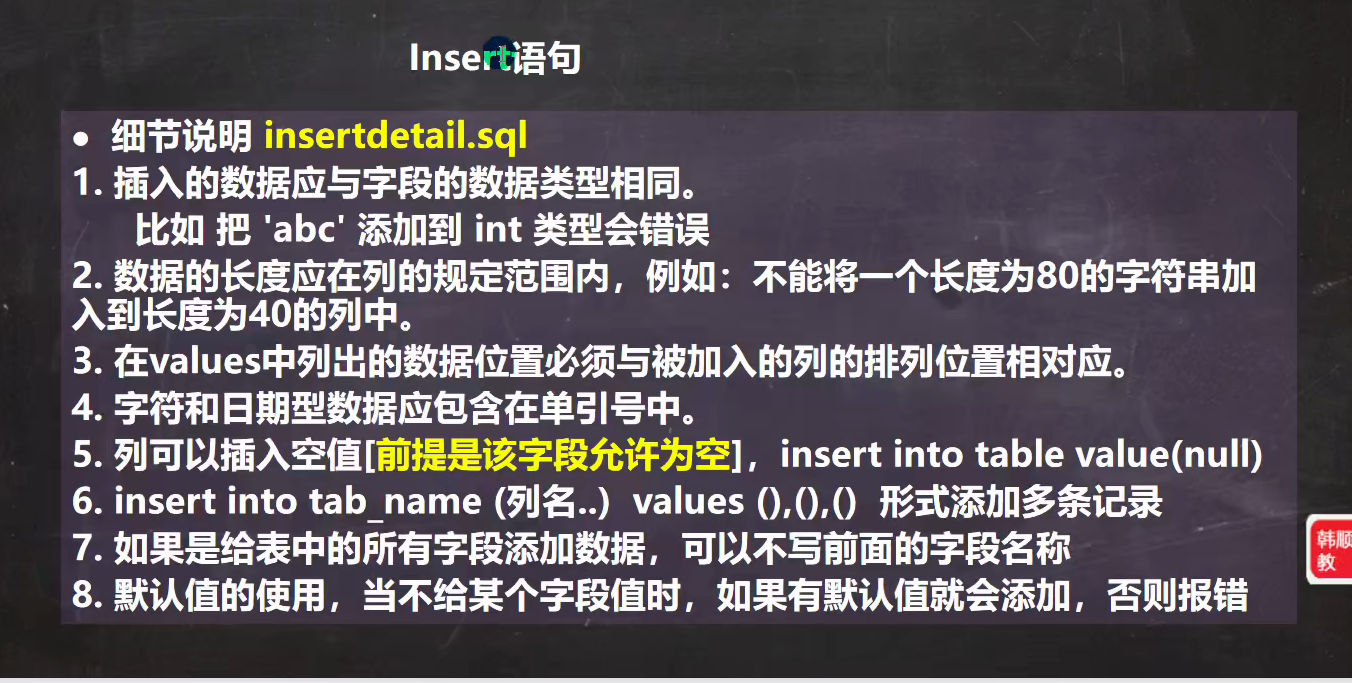 Insert语句
● 细节说明 insertdetail.sql
1. 插入的数据应与字段的数据类型相同。
比如 把 'abc' 添加到 int 类型会错误
2. 数据的长度应在列的规定范围内，例如：不能将一个长度为80的字符串加
入到长度为40的列中。
3. 在values中列出的数据位置必须与被加入的列的排列位置相对应。
4. 字符和日期型数据应包含在单引号中。
5. 列可以插入空值[前提是该字段允许为空]，insert into table value(null)
6. insert into tab_name (列名..) values (),(),() 形式添加多条记录
7. 如果是给表中的所有字段添加数据，可以不写前面的字段名称
8. 默认值的使用，当不给某个字段值时，如果有默认值就会添加，否则报错
韩顺
教